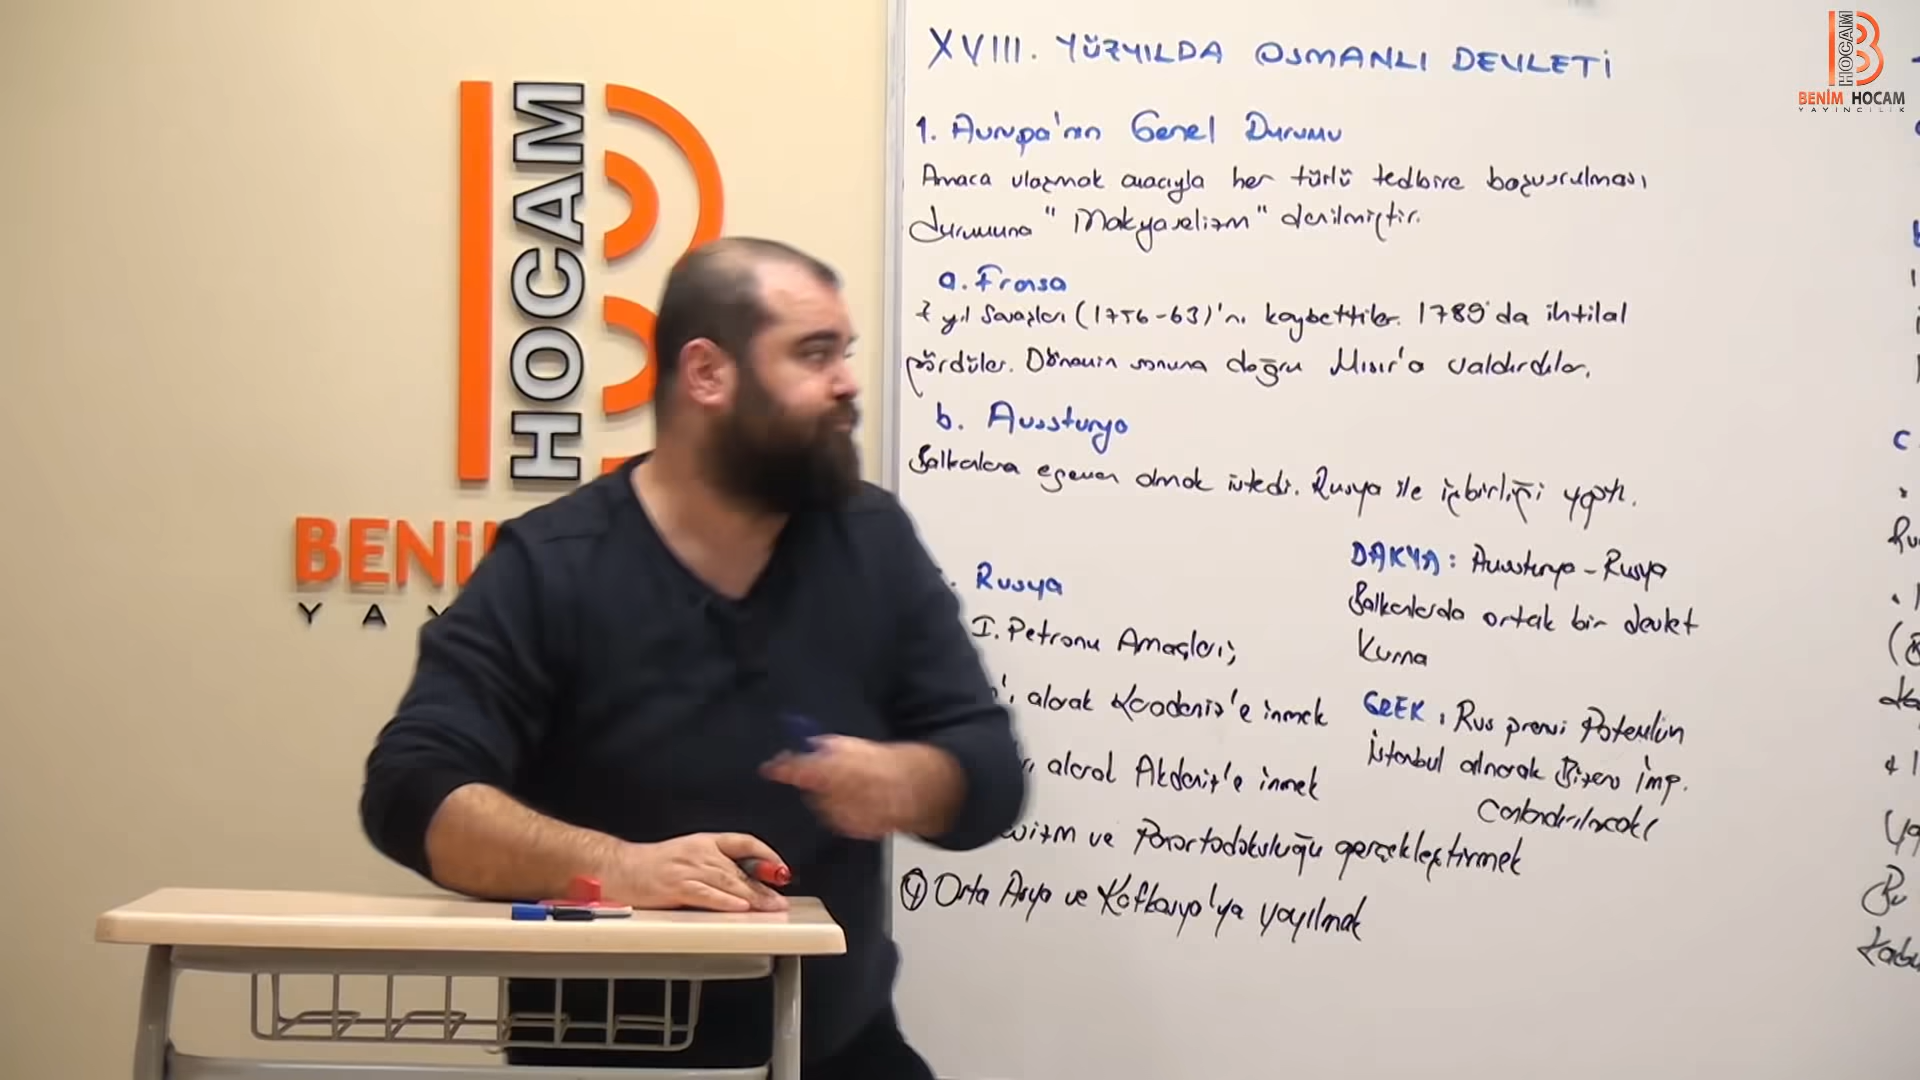 HOCAM
BENİ
YAY
HOCAM
BENİM HOCAM
YAYINCILIK
XVIII. YÜZYILDA OSMANLI DEVLETİ
1. Avrupa'nın Genel Durumu
Amaca ulaşmak amacıyla her türlü tedbire başvurulması
durumuna "Makyavelizm" denilmiştir.
a. Fransa
7 yıl Savaşları (1756-63)'nı kaybettiler. 1789'da ihtilal
gördüler. Dönemin sonuna doğru Mısır'a saldırdılar.
b. Avusturya
Balkanlara egemen olmak istedi. Rusya ile işbirliği yaptı.
Rusya
I. Petronu Amaçları;
'ı alarak Karadeniz'e inmek
alarak Akdeniz'e inmek
vizm ve Panortodoksluğu gerçekleştirmek
④ Orta Asya ve Kafkasya'ya yayılmak
DAKYA: Avusturya-Rusya
Balkanlarda ortak bir devlet
Kurma
GREK: Rus prensi Potemkin
İstanbul alınarak Bizans İmp.
Canlandırılacak
C